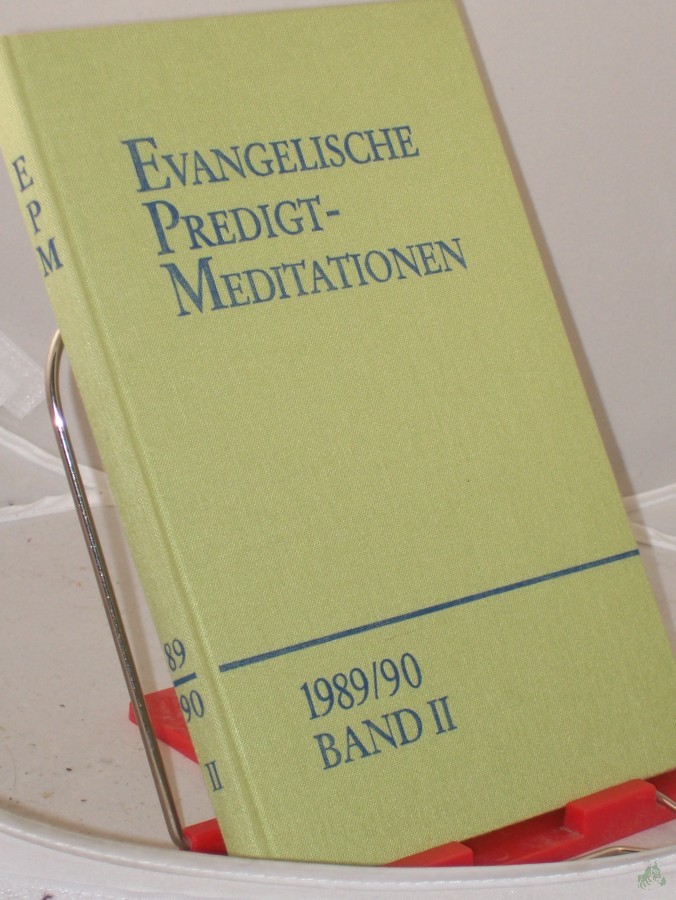 EVANGELISCHE
PREDIGT-
MEDITATIONEN
1989/90
BAND II
E
P
M
89
90
II